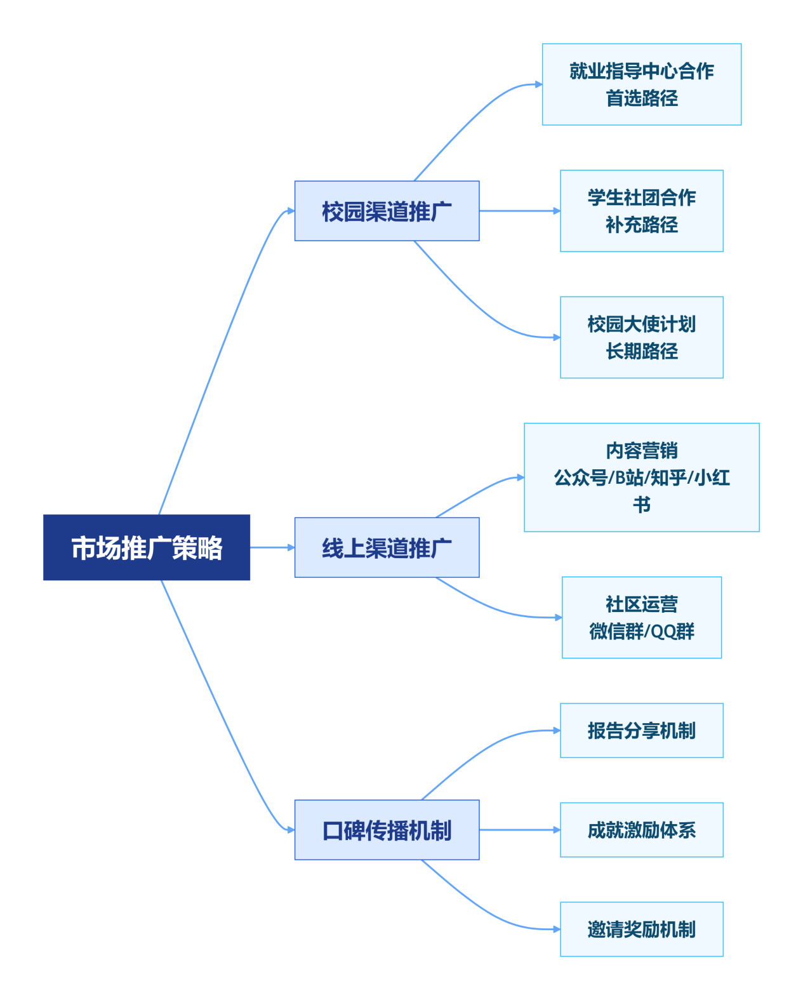 市场推广策略
校园渠道推广
就业指导中心合作
首选路径
学生社团合作
补充路径
校园大使计划
长期路径
线上渠道推广
内容营销
公众号/B站/知乎/小红
书
社区运营
微信群/QQ群
口碑传播机制
报告分享机制
成就激励体系
邀请奖励机制